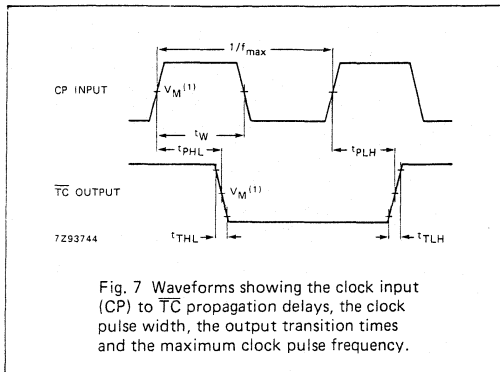 1/fmax
CP INPUT
VM(1)
tW
tPHL
tPLH
TC OUTPUT
VM(1)
7Z93744
tTHL
tTLH
Fig. 7 Waveforms showing the clock input
(CP) to TC propagation delays, the clock
pulse width, the output transition times
and the maximum clock pulse frequency.